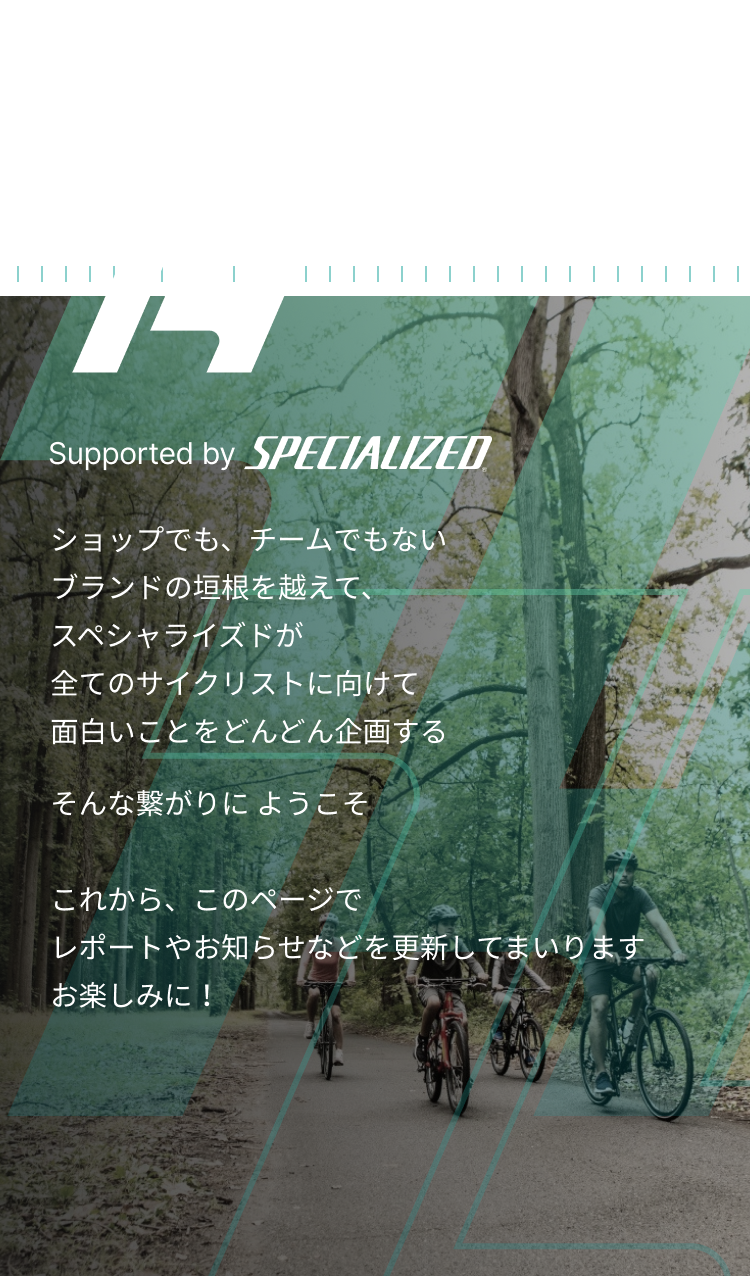 Supported by SPECIALIZED
ショップでも、チームでもない
ブランドの垣根を越えて、
スペシャライズドが
全てのサイクリストに向けて
面白いことをどんどん企画する
そんな繋がりに ようこそ
これから、このページで
レポートやお知らせなどを更新してまいります
お楽しみに！